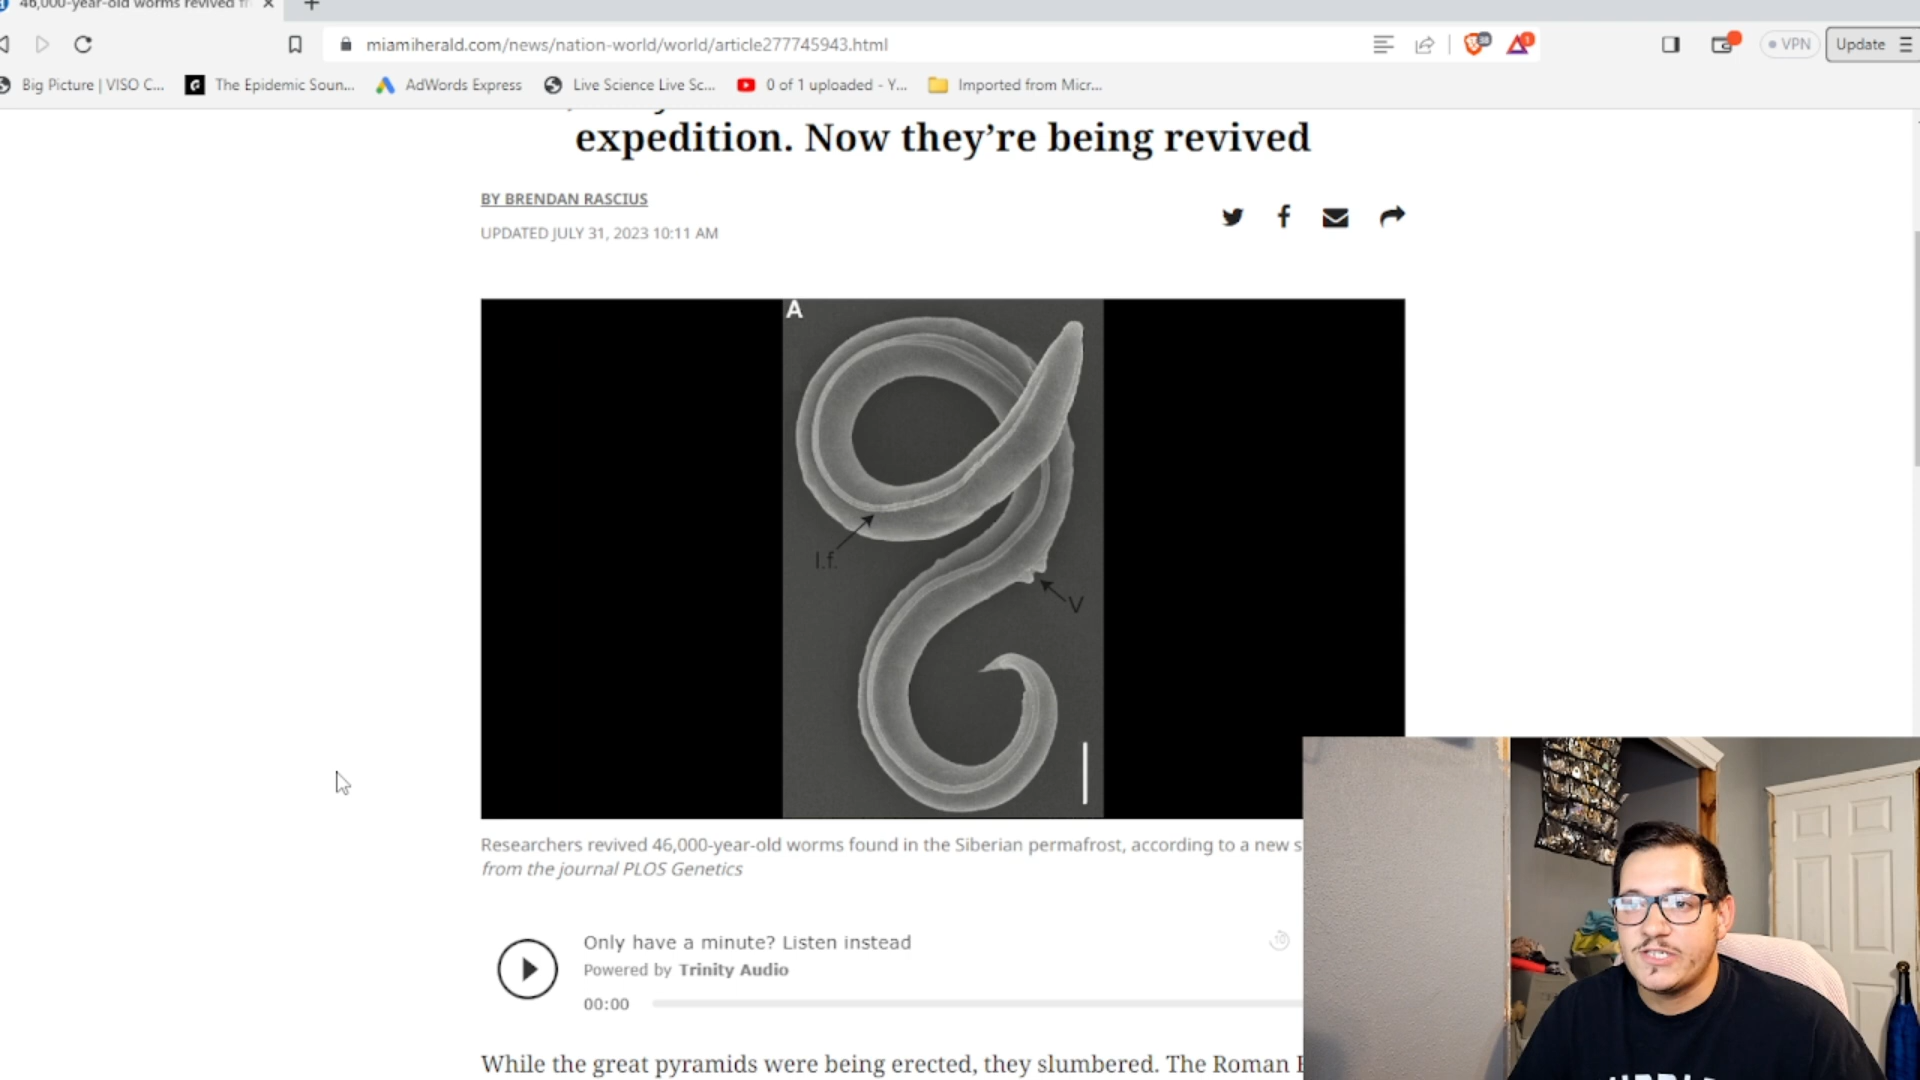 46,000-year-old worms revived fr
miamiherald.com/news/nation-world/world/article277745943.html
VPN
Update
Big Picture | VISO C...
The Epidemic Soun...
AdWords Express
Live Science Live Sc...
0 of 1 uploaded - Y...
Imported from Micr...
expedition. Now they're being revived
BY BRENDAN RASCIUS
UPDATED JULY 31, 2023 10:11 AM
A
l.f.
V
Researchers revived 46,000-year-old worms found in the Siberian permafrost, according to a new s
from the journal PLOS Genetics
Only have a minute? Listen instead
Powered by Trinity Audio
10
00:00
While the great pyramids were being erected, they slumbered. The Roman